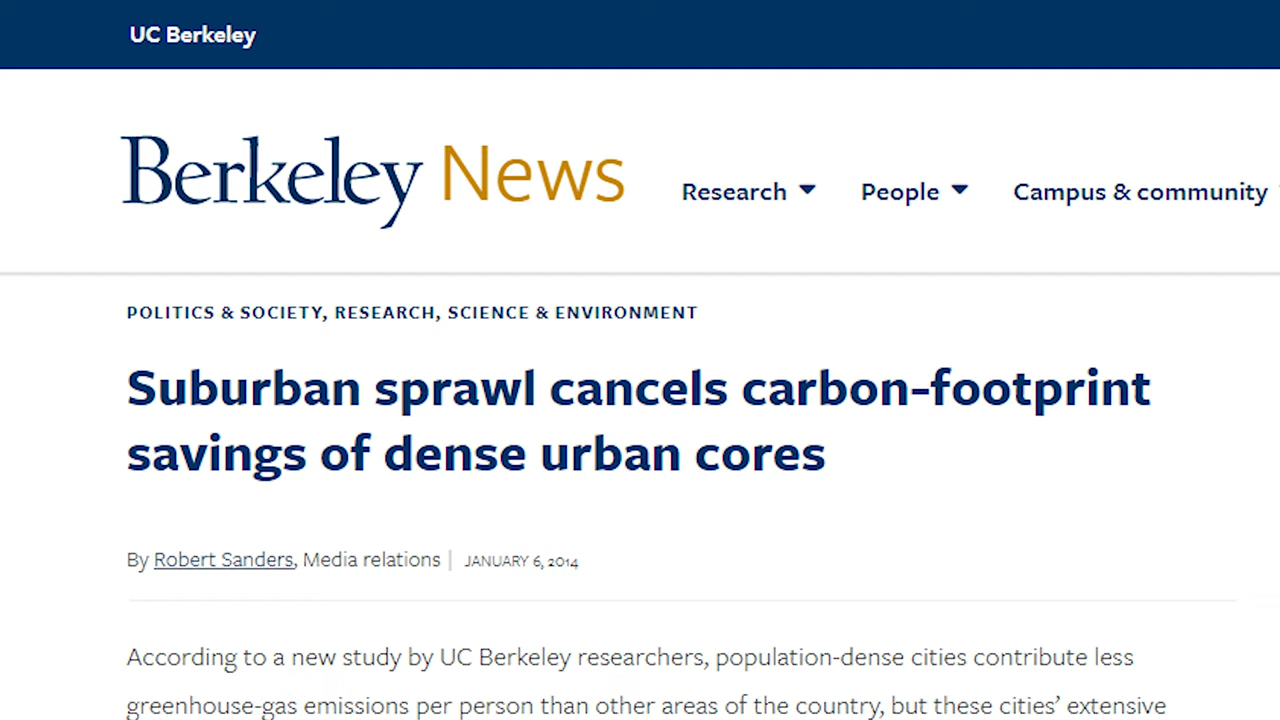 UC Berkeley
Berkeley News
Research People Campus & community
POLITICS & SOCIETY, RESEARCH, SCIENCE & ENVIRONMENT
Suburban sprawl cancels carbon-footprint
savings of dense urban cores
By Robert Sanders, Media relations | JANUARY 6, 2014
According to a new study by UC Berkeley researchers, population-dense cities contribute less
greenhouse-gas emissions per person than other areas of the country, but these cities’ extensive